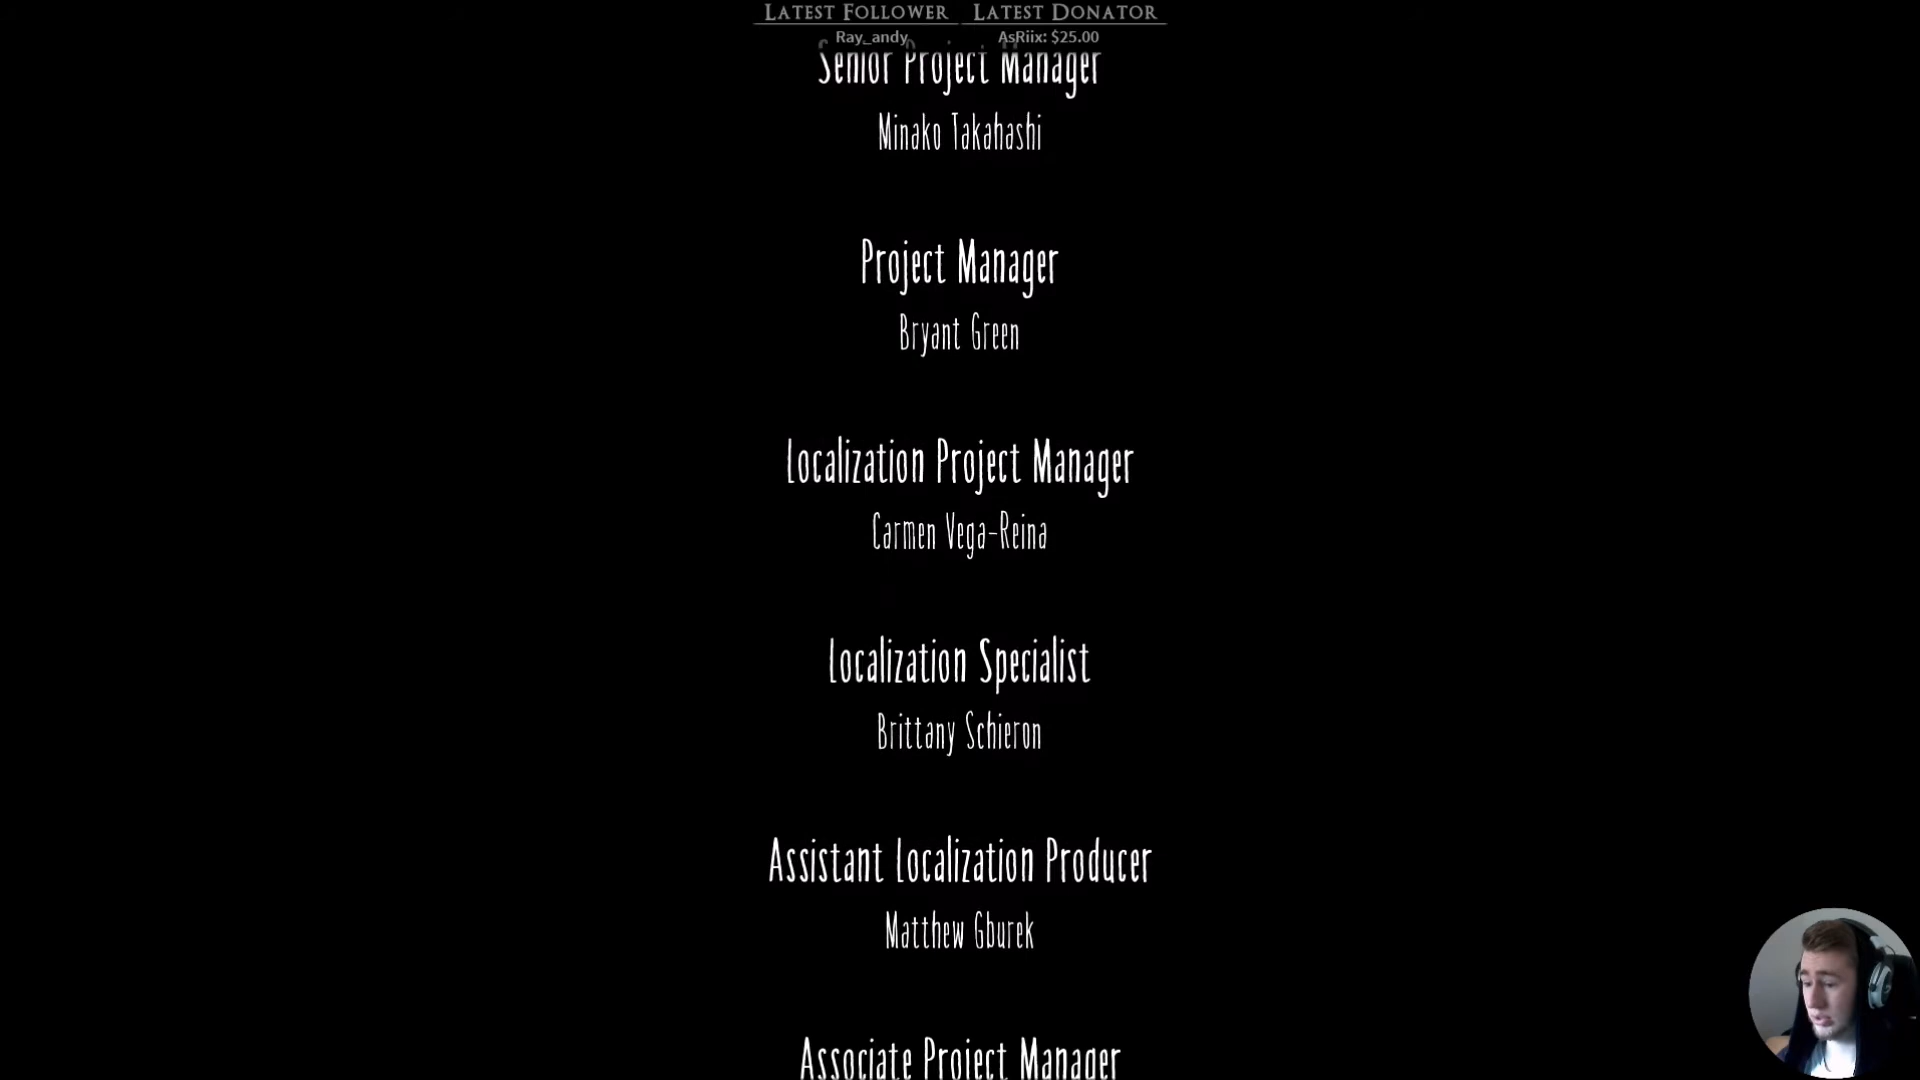 Latest Follower Latest Donator
Ray_andy AsRiix: $25.00
Senior Project Manager
Minako Takahashi
Project Manager
Bryant Green
Localization Project Manager
Carmen Vega-Reina
Localization Specialist
Brittany Schieron
Assistant Localization Producer
Matthew Gburek
Associate Project Manager